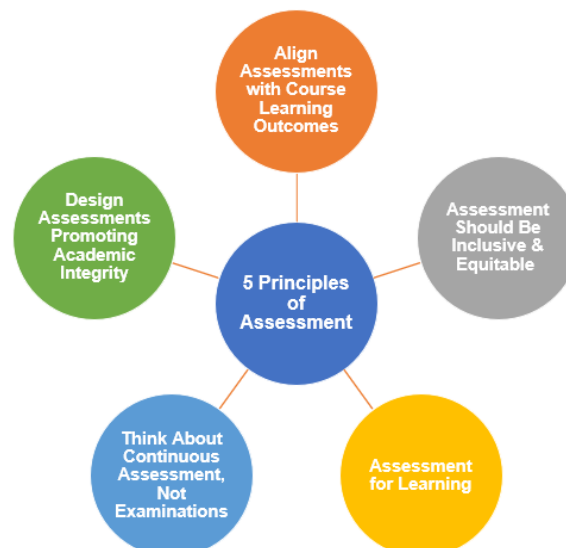 Align
Assessments
with Course
Learning
Outcomes
Design
Assessments
Promoting
Academic
Integrity
Assessment
Should Be
Inclusive &
Equitable
5 Principles
of
Assessment
Think About
Continuous
Assessment,
Not
Examinations
Assessment
for Learning